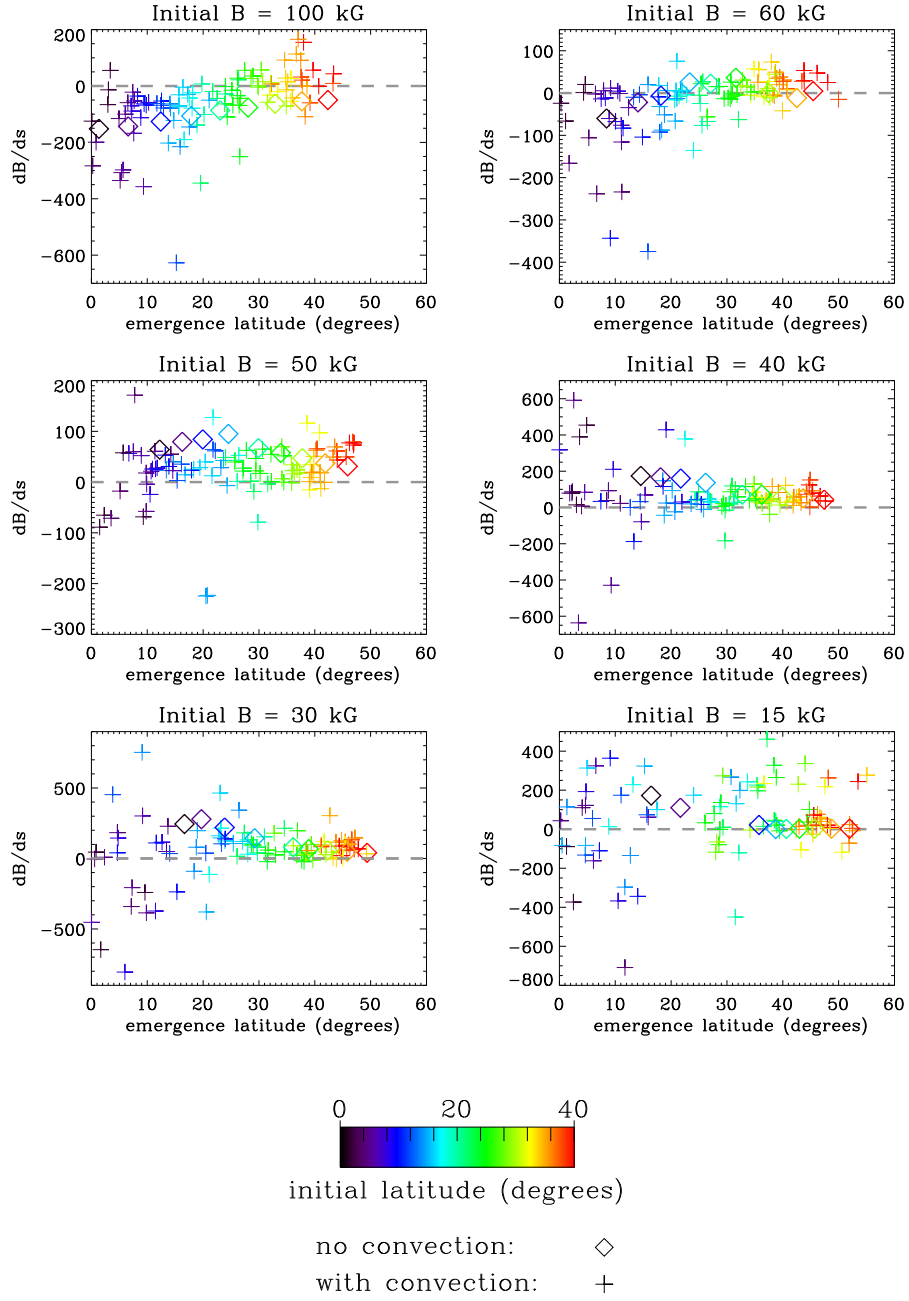 Initial B = 100 kG
200
0
−200
−400
−600
dB/ds
0 10 20 30 40 50 60
emergence latitude (degrees)
Initial B = 60 kG
100
0
−100
−200
−300
−400
dB/ds
0 10 20 30 40 50 60
emergence latitude (degrees)
Initial B = 50 kG
200
100
0
−100
−200
−300
dB/ds
0 10 20 30 40 50 60
emergence latitude (degrees)
Initial B = 40 kG
600
400
200
0
−200
−400
−600
dB/ds
0 10 20 30 40 50 60
emergence latitude (degrees)
Initial B = 30 kG
500
0
−500
dB/ds
0 10 20 30 40 50 60
emergence latitude (degrees)
Initial B = 15 kG
400
200
0
−200
−400
−600
−800
dB/ds
0 10 20 30 40 50 60
emergence latitude (degrees)
0 20 40
initial latitude (degrees)
no convection:
with convection: